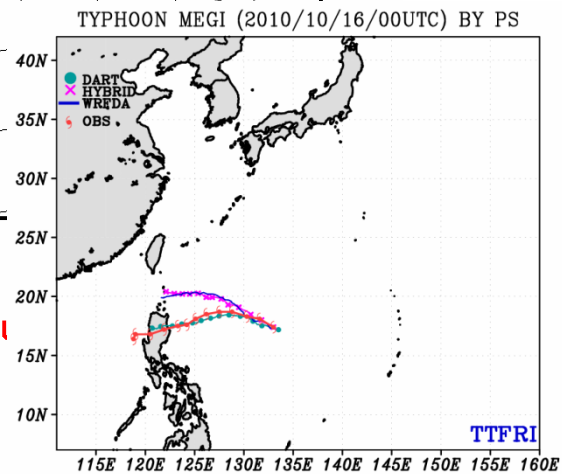 TYPHOON MEGI (2010/10/16/00UTC) BY PS
40N
DART
HYBRID
WRFDA
35N
OBS
30N
25N
20N
15N
10N
TTFRI
115E 120E 125E 130E 135E 140E 145E 150E 155E 160E